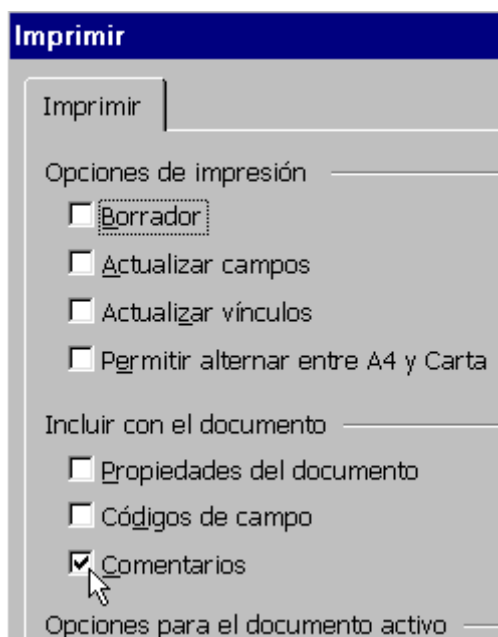 Imprimir
Imprimir
Opciones de impresión
Borrador
Actualizar campos
Actualizar vínculos
Permitir alternar entre A4 y Carta
Incluir con el documento
Propiedades del documento
Códigos de campo
Comentarios
Opciones para el documento activo